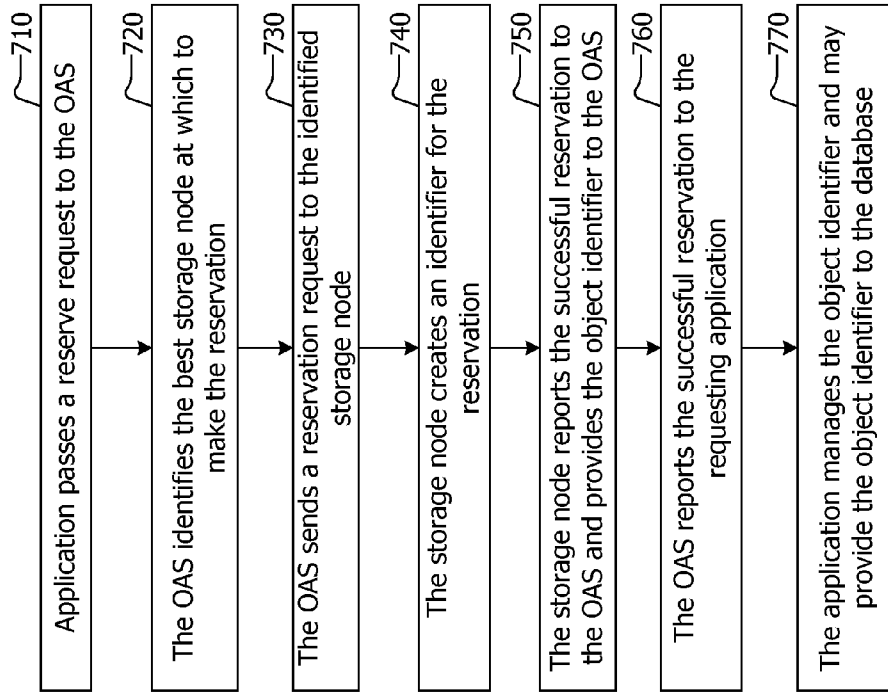 710
Application passes a reserve request to the OAS
720
The OAS identifies the best storage node at which to
make the reservation
730
The OAS sends a reservation request to the identified
storage node
740
The storage node creates an identifier for the
reservation
750
The storage node reports the successful reservation to
the OAS and provides the object identifier to the OAS
760
The OAS reports the successful reservation to the
requesting application
770
The application manages the object identifier and may
provide the object identifier to the database